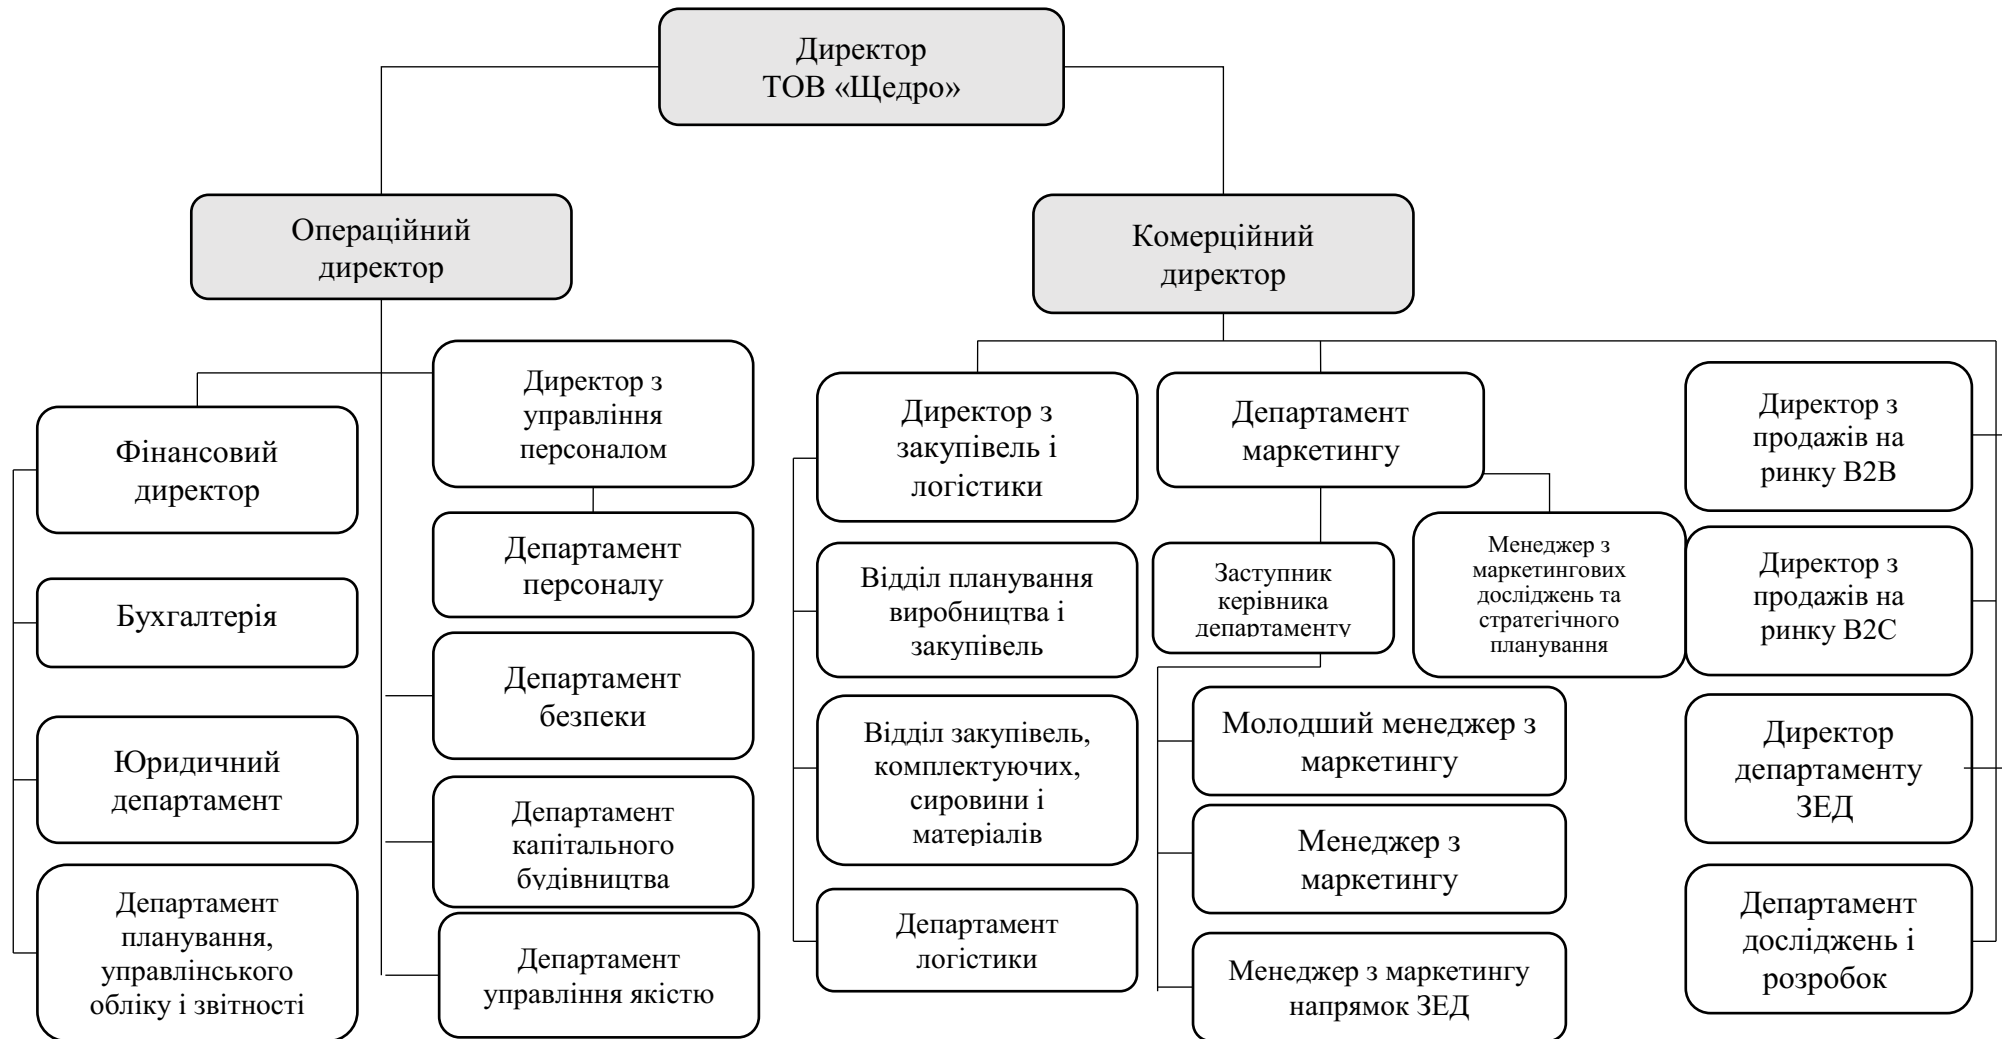 Директор
ТОВ «Щедро»
Операційний
директор
Комерційний
директор
Фінансовий
директор
Бухгалтерія
Юридичний
департамент
Департамент
планування,
управлінського
обліку і звітності
Директор з
управління
персоналом
Департамент
персоналу
Департамент
безпеки
Департамент
капітального
будівництва
Департамент
управління якістю
Директор з
закупівель і
логістики
Відділ планування
виробництва і
закупівель
Відділ закупівель,
комплектуючих,
сировини і
матеріалів
Департамент
логістики
Департамент
маркетингу
Заступник
керівника
департаменту
Менеджер з
маркетингових
досліджень та
стратегічного
планування
Молодший менеджер з
маркетингу
Менеджер з
маркетингу
Менеджер з маркетингу
напрямок ЗЕД
Директор з
продажів на
ринку B2B
Директор з
продажів на
ринку B2C
Директор
департаменту
ЗЕД
Департамент
досліджень і
розробок